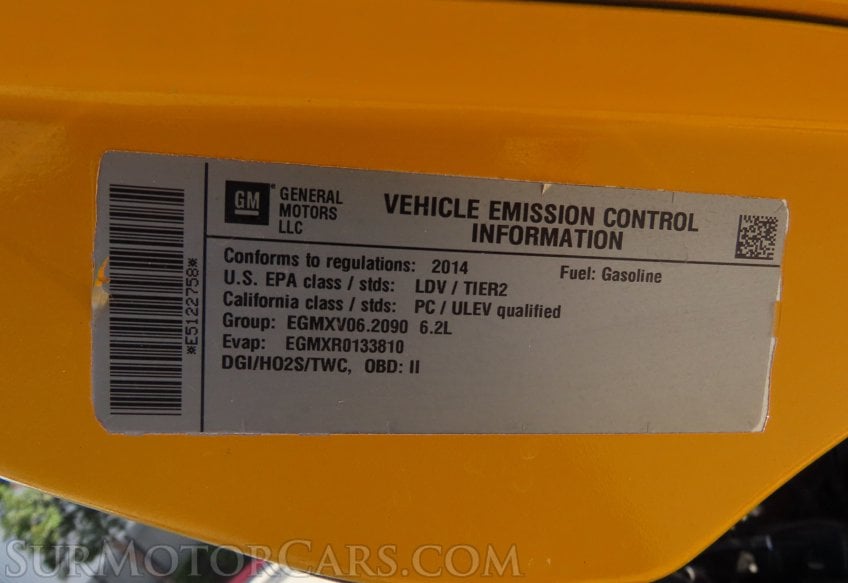 GM
GENERAL
MOTORS
LLC
VEHICLE EMISSION CONTROL
INFORMATION
*E5122758*
Conforms to regulations: 2014 Fuel: Gasoline
U.S. EPA class / stds: LDV / TIER2
California class / stds: PC / ULEV qualified
Group: EGMXV06.2090 6.2L
Evap: EGMXR0133810
DGI/HO2S/TWC, OBD: II
SURMOTORCARS.COM